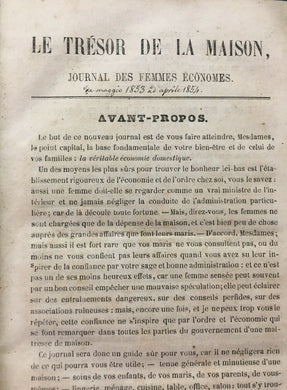 LE TRÉSOR DE LA MAISON,
JOURNAL DES FEMMES ÉCONOMES.
maggio 1853 aprile 1854.
AVANT-PROPOS.
Le but de ce nouveau journal est de vous faire atteindre, Mesdames,
le point capital, la base fondamentale de votre bien-être et de celui de
vos familles : la véritable économie domestique.
Un des moyens les plus sûrs pour trouver le bonheur ici-bas est l'éta-
blissement rigoureux de l'économie et de l'ordre chez soi, vous le savez :
aussi une femme doit-elle se regarder comme un vrai ministre de l'in-
térieur et ne jamais négliger la conduite de l'administration particu-
lière; car de là découle toute fortune. — Mais, direz-vous, les femmes ne
sont chargées que de la dépense de la maison, et c'est bien peu de chose
auprès des grandes affaires que font leurs maris. — D'accord, Mesdames;
mais aussi il est fort rare que vos maris ne vous consultent pas, ou du
moins ne vous confient pas leurs affaires quand vous avez su leur in-
spirer de la confiance par votre sage et bonne administration : et ce n'est
pas un de ses moins heureux effets, car une femme sensée peut souvent
par un bon conseil empêcher une mauvaise spéculation; elle peut éclairer
sur des entraînements dangereux, sur des conseils perfides, sur des
associations ruineuses; mais, encore une fois, et je ne peux trop vous le
répéter, cette confiance ne s'inspire que par l'ordre et l'économie qui
se font remarquer dans toutes les parties du gouvernement d'une maî-
tresse de maison.
Ce journal sera donc un guide sûr pour vous, car il ne négligera rien
de ce qui pourra vous être utile. — tenue générale et minutieuse d'une
maison, — soins de vos enfants, de vos malades, de vos parents, de vous-
mêmes, — lingerie, ménage, cuisine, table, office, salon, tout s'y trou-